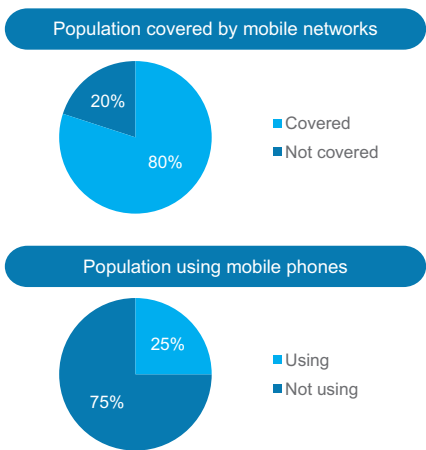 Population covered by mobile networks
20%
80%
Covered
Not covered
Population using mobile phones
25%
75%
Using
Not using